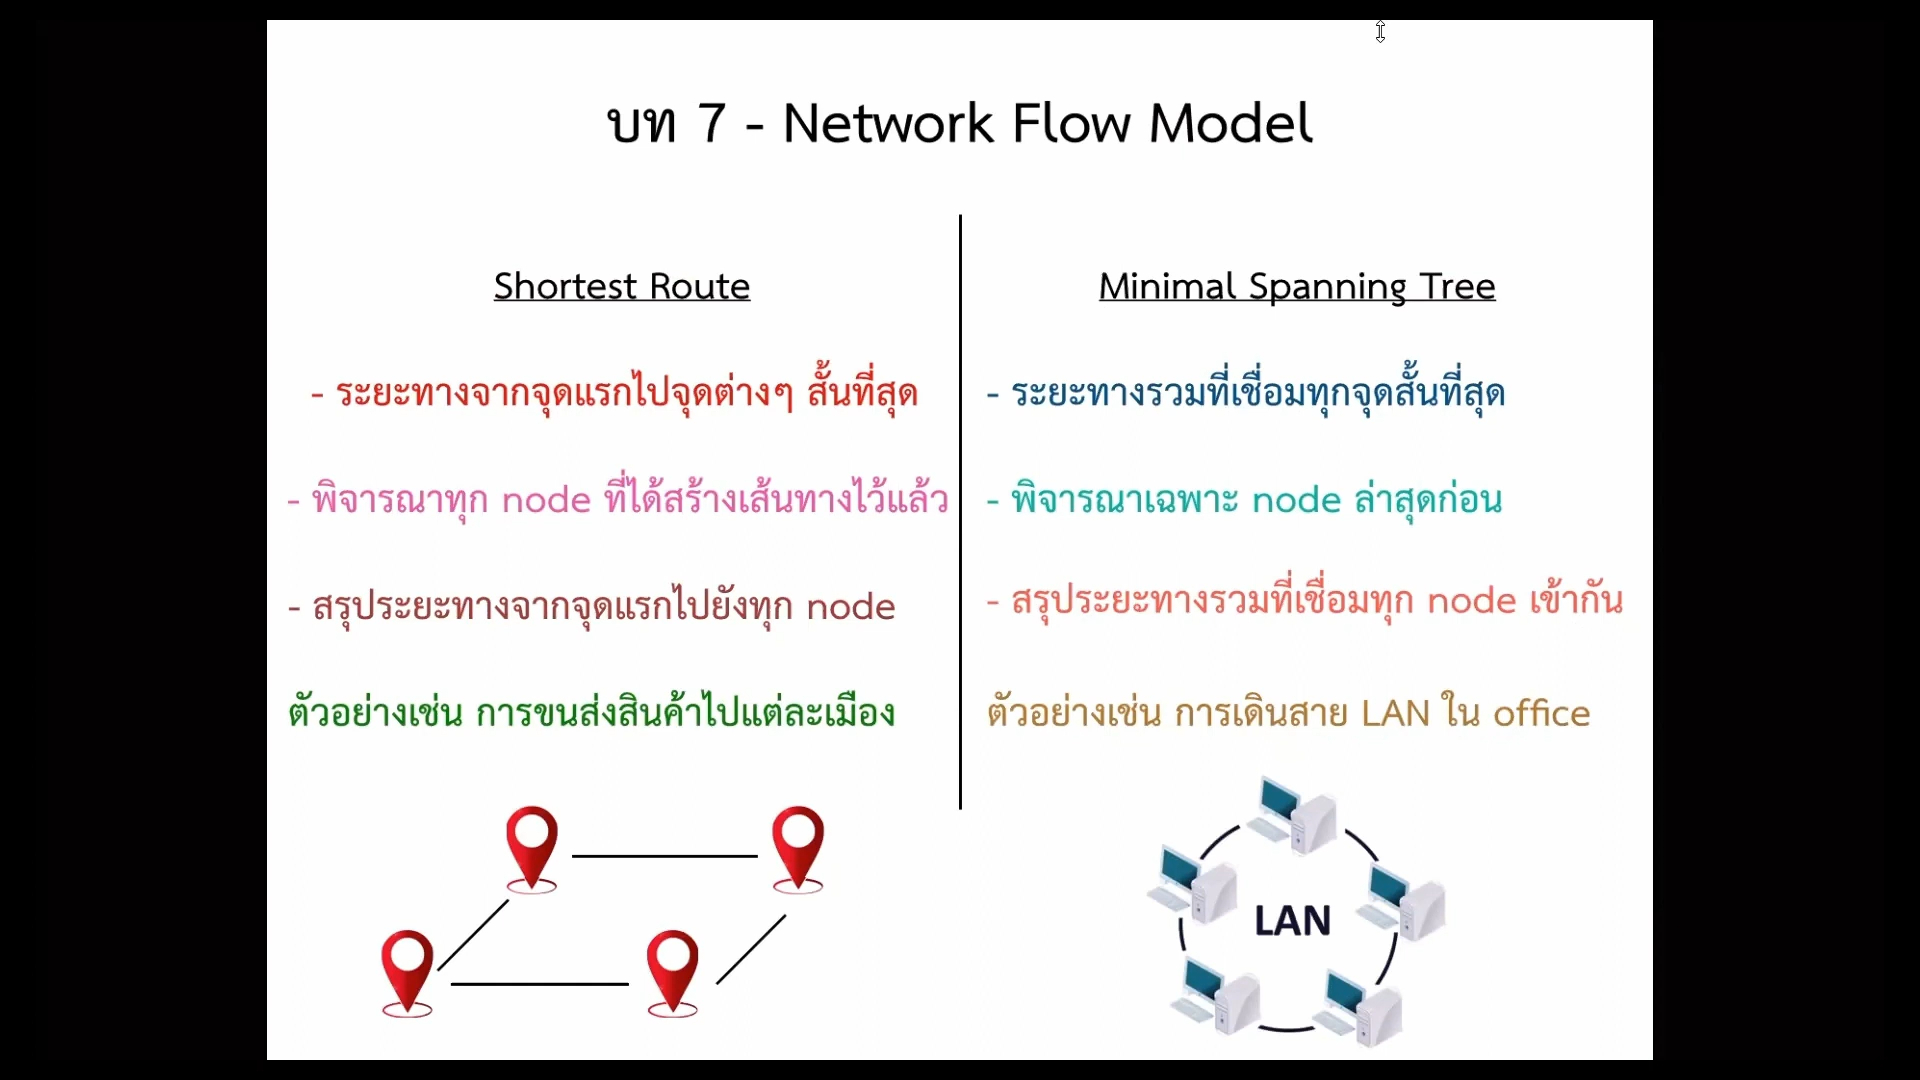 บท 7 - Network Flow Model
Shortest Route
- ระยะทางจากจุดแรกไปจุดต่างๆ สั้นที่สุด
- พิจารณาทุก node ที่ได้สร้างเส้นทางไว้แล้ว
- สรุประยะทางจากจุดแรกไปยังทุก node
ตัวอย่างเช่น การขนส่งสินค้าไปแต่ละเมือง
Minimal Spanning Tree
- ระยะทางรวมที่เชื่อมทุกจุดสั้นที่สุด
- พิจารณาเฉพาะ node ล่าสุดก่อน
- สรุประยะทางรวมที่เชื่อมทุก node เข้ากัน
ตัวอย่างเช่น การเดินสาย LAN ใน office
LAN